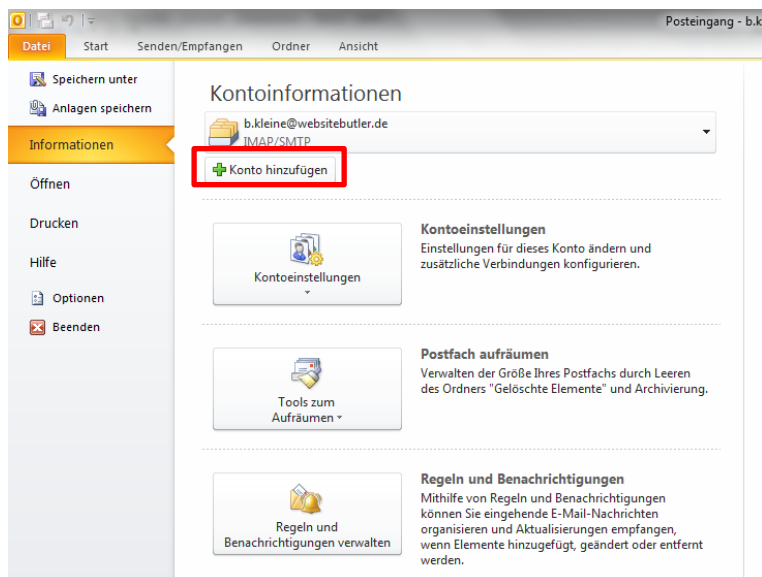 Posteingang - b.k
Datei Start Senden/Empfangen Ordner Ansicht
Speichern unter
Anlagen speichern
Informationen
Öffnen
Drucken
Hilfe
Optionen
Beenden
Kontoinformationen
b.kleine@websitebutler.de
IMAP/SMTP
Konto hinzufügen
Kontoeinstellungen
Kontoeinstellungen
Einstellungen für dieses Konto ändern und
zusätzliche Verbindungen konfigurieren.
Tools zum
Aufräumen
Postfach aufräumen
Verwalten der Größe Ihres Postfachs durch Leeren
des Ordners "Gelöschte Elemente" und Archivierung.
Regeln und
Benachrichtigungen verwalten
Regeln und Benachrichtigungen
Mithilfe von Regeln und Benachrichtigungen
können Sie eingehende E-Mail-Nachrichten
organisieren und Aktualisierungen empfangen,
wenn Elemente hinzugefügt, geändert oder entfernt
werden.